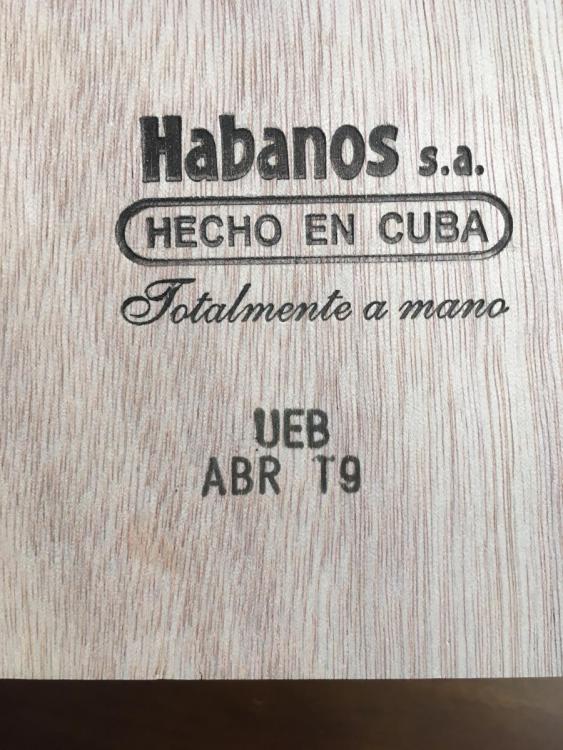 Habanos s.a.
HECHO EN CUBA
Totalmente a mano
UEB
ABR T9